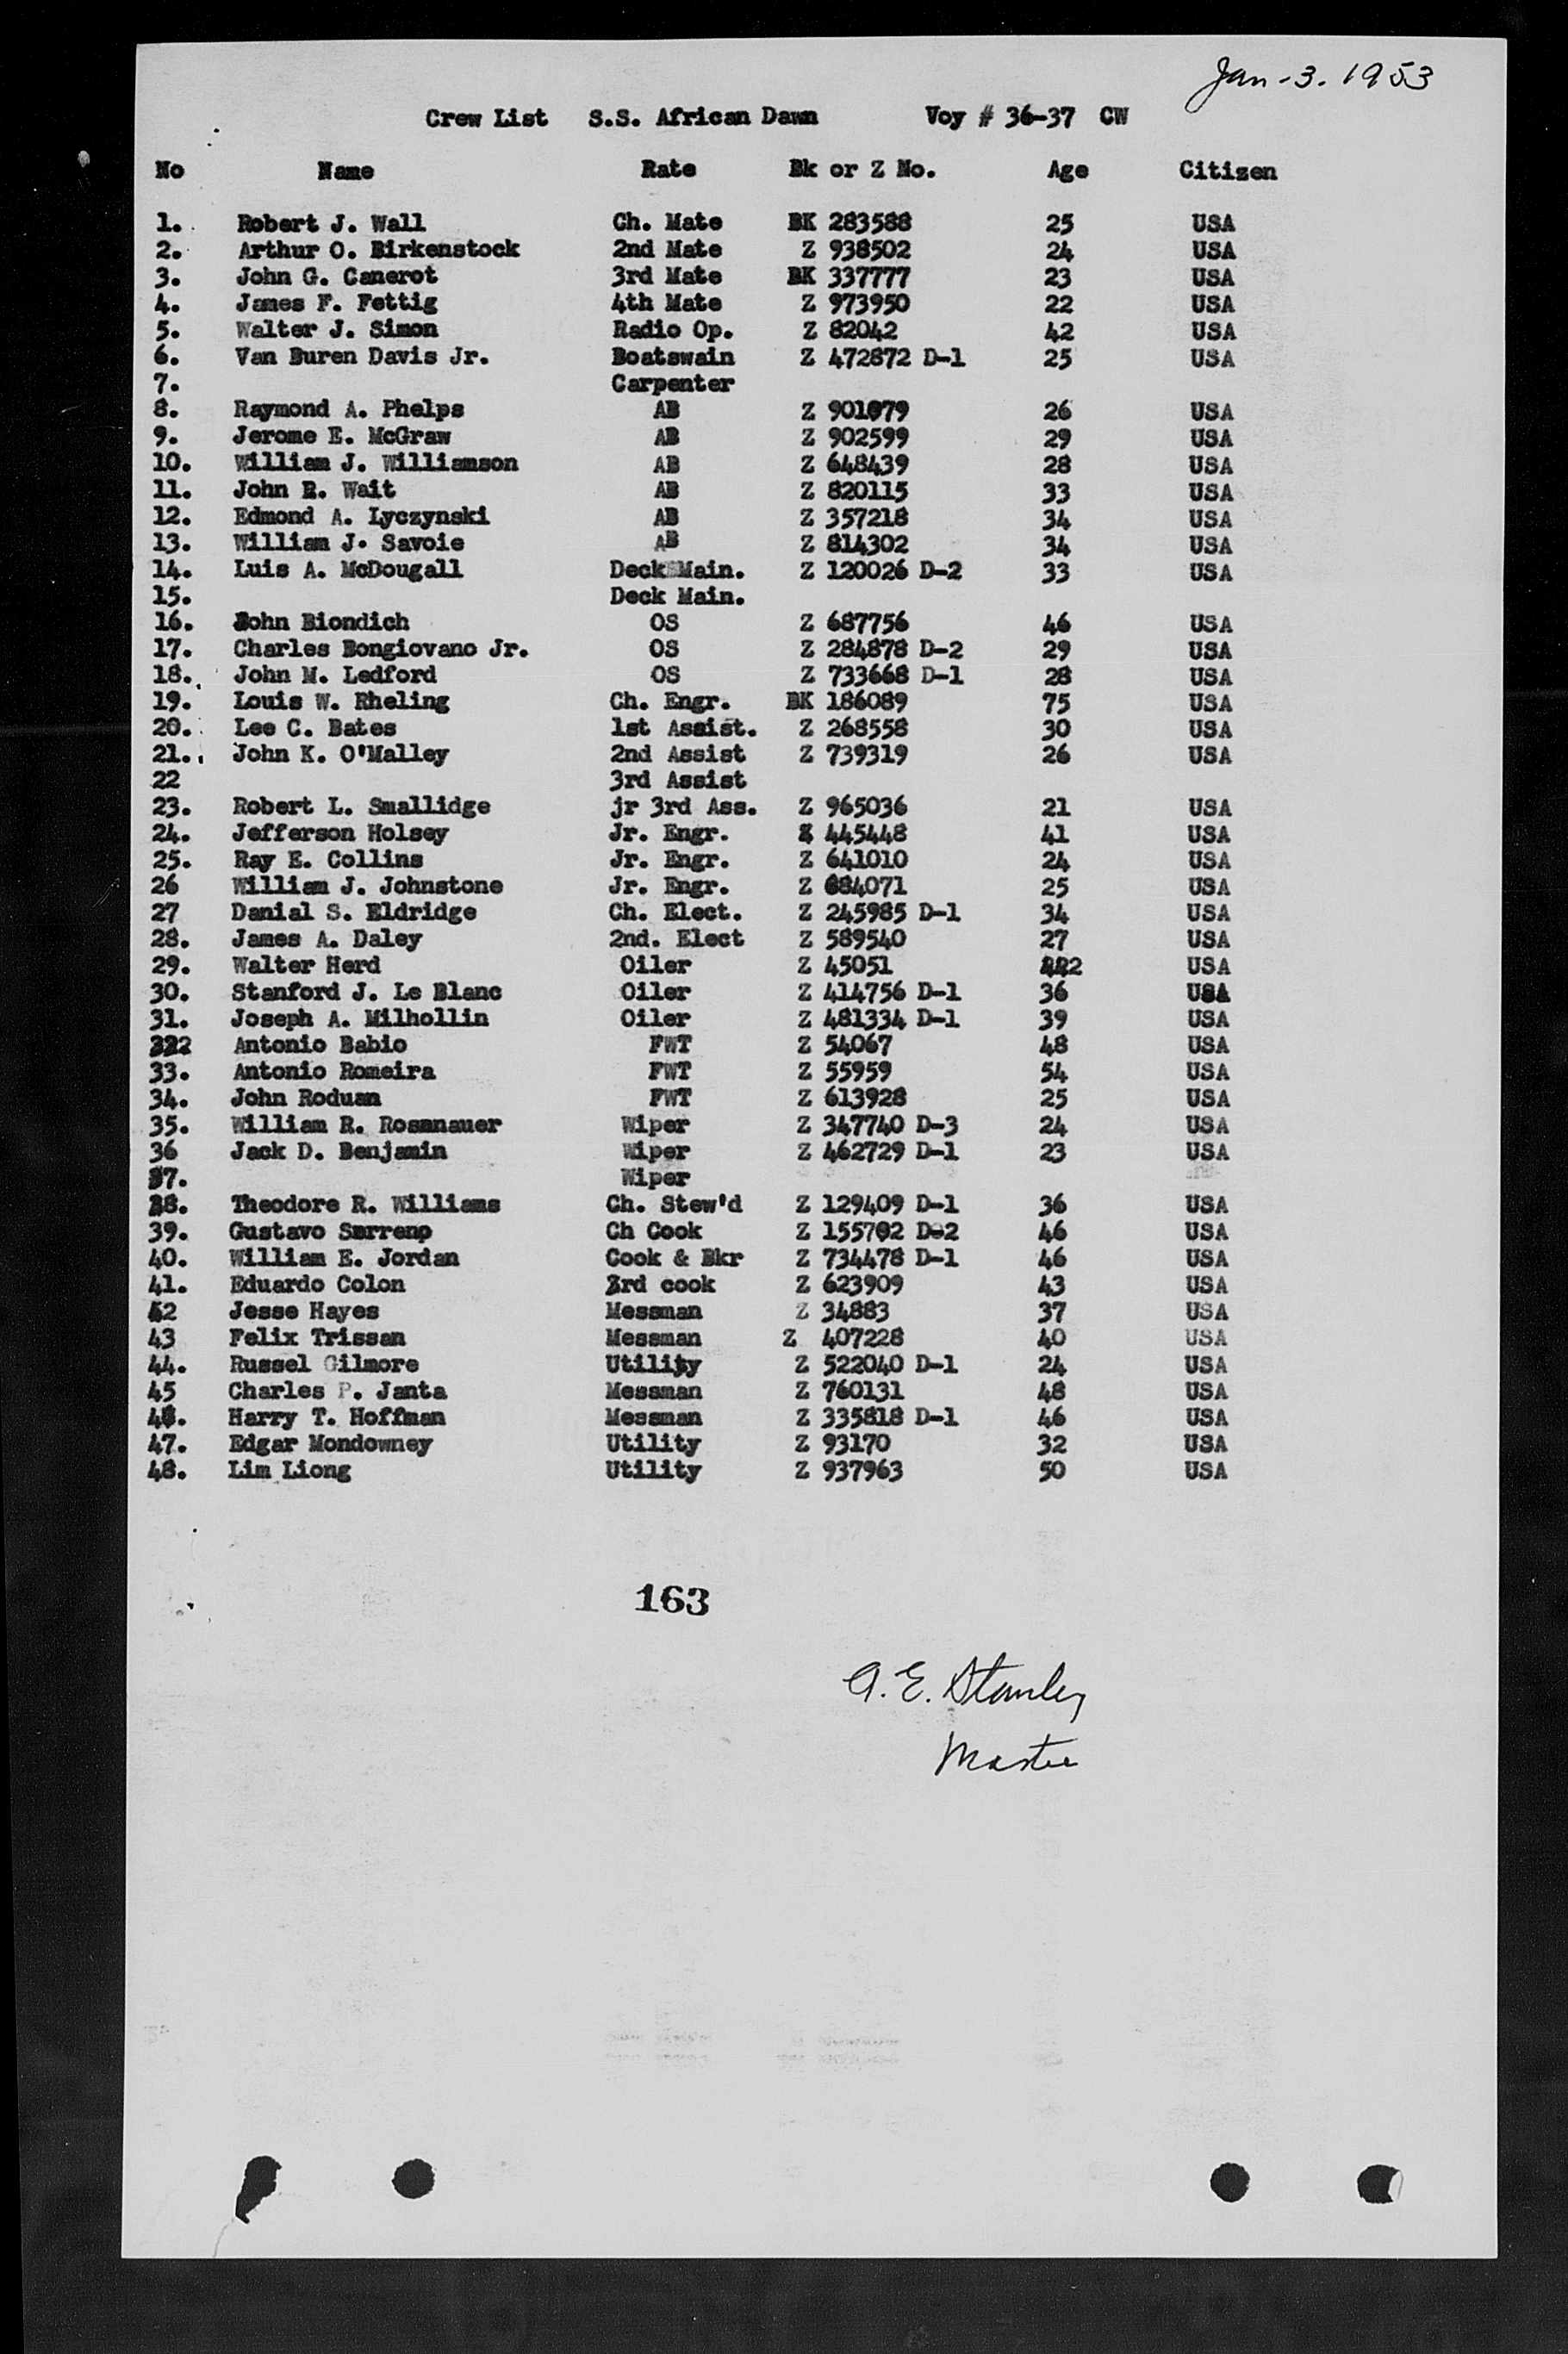 Jan-3. 1953
Crew List S.S. African Dawn Voy # 36-37 CW
No Name Rate Bk or Z No. Age Citizen
1. Robert J. Wall Ch. Mate BK 283588 25 USA
2. Arthur O. Birkenstock 2nd Mate Z 938502 24 USA
3. John G. Canerot 3rd Mate BK 337777 23 USA
4. James F. Fettig 4th Mate Z 973950 22 USA
5. Walter J. Simon Radio Op. Z 82042 42 USA
6. Van Buren Davis Jr. Boatswain Z 472872 D-1 25 USA
7. Carpenter
8. Raymond A. Phelps AB Z 901079 26 USA
9. Jerome E. McGraw AB Z 902599 29 USA
10. William J. Williamson AB Z 648439 28 USA
11. John R. Wait AB Z 820115 33 USA
12. Edmond A. Lyczynski AB Z 357218 34 USA
13. William J. Savoie AB Z 814302 34 USA
14. Luis A. McDougall Deck Main. Z 120026 D-2 33 USA
15. Deck Main.
16. John Biondich OS Z 687756 46 USA
17. Charles Bongiovano Jr. OS Z 284878 D-2 29 USA
18. John M. Ledford OS Z 733668 D-1 28 USA
19. Louis W. Rheling Ch. Engr. BK 186089 75 USA
20. Lee C. Bates 1st Assist. Z 268558 30 USA
21. John K. O'Malley 2nd Assist Z 739319 26 USA
22 3rd Assist
23. Robert L. Smallidge jr 3rd Ass. Z 965036 21 USA
24. Jefferson Holsey Jr. Engr. Z 445448 41 USA
25. Ray E. Collins Jr. Engr. Z 641010 24 USA
26 William J. Johnstone Jr. Engr. Z 684071 25 USA
27 Danial S. Eldridge Ch. Elect. Z 245985 D-1 34 USA
28. James A. Daley 2nd. Elect Z 589540 27 USA
29. Walter Herd Oiler Z 45051 USA
30. Stanford J. Le Blanc Oiler Z 414756 D-1 36 USA
31. Joseph A. Milhollin Oiler Z 481334 D-1 39 USA
322 Antonio Babio FWT Z 54067 48 USA
33. Antonio Romeira FWT Z 55959 54 USA
34. John Roduan FWT Z 613928 25 USA
35. William R. Rosmnauer Wiper Z 347740 D-3 24 USA
36 Jack D. Benjamin Wiper Z 462729 D-1 23 USA
37. Wiper
38. Theodore R. Williams Ch. Stew'd Z 129409 D-1 36 USA
39. Gustavo Ch Cook Z 155702 D-2 46 USA
40. William E. Jordan Cook & Bkr Z 734478 D-1 46 USA
41. Eduardo Colon 3rd cook Z 623909 43 USA
42 Jesse Hayes Messman Z 34883 37 USA
43 Felix Trissan Messman Z 407228 40 USA
44. Russel Gilmore Utility Z 522040 D-1 24 USA
45 Charles P. Janta Messman Z 760131 48 USA
46. Harry T. Hoffman Messman Z 335818 D-1 46 USA
47. Edgar Mondowney Utility Z 93170 32 USA
48. Lim Liong Utility Z 937963 50 USA
163
A. E. Stanley
Master